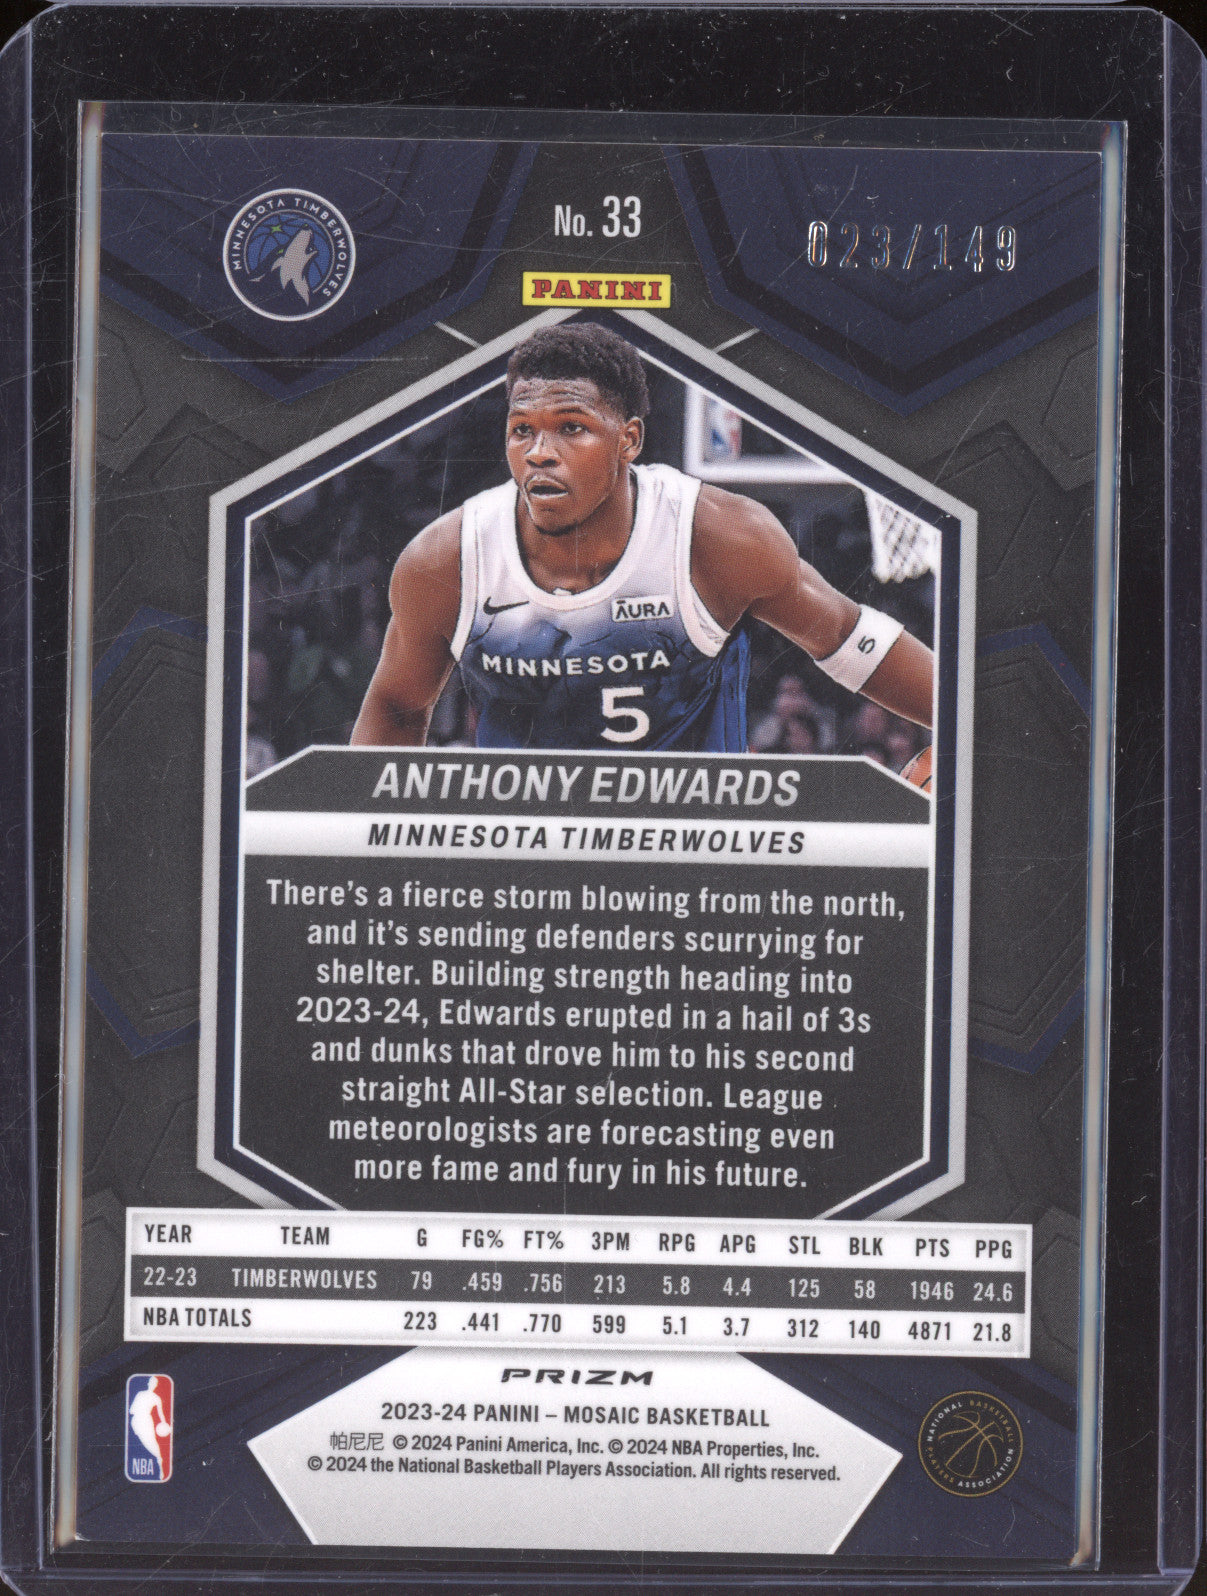 No. 33
023/149
MINNESOTA TIMBERWOLVES
PANINI
AURA
5
MINNESOTA
5
ANTHONY EDWARDS
MINNESOTA TIMBERWOLVES
There's a fierce storm blowing from the north,
and it's sending defenders scurrying for
shelter. Building strength heading into
2023-24, Edwards erupted in a hail of 3s
and dunks that drove him to his second
straight All-Star selection. League
meteorologists are forecasting even
more fame and fury in his future.
YEAR TEAM G FG% FT% 3PM RPG APG STL BLK PTS PPG
22-23 TIMBERWOLVES 79 .459 .756 213 5.8 4.4 125 58 1946 24.6
NBA TOTALS 223 .441 .770 599 5.1 3.7 312 140 4871 21.8
PRIZM
2023-24 PANINI – MOSAIC BASKETBALL
帕尼尼 © 2024 Panini America, Inc. © 2024 NBA Properties, Inc.
© 2024 the National Basketball Players Association. All rights reserved.
NBA
NATIONAL BASKETBALL
PLAYERS ASSOCIATION